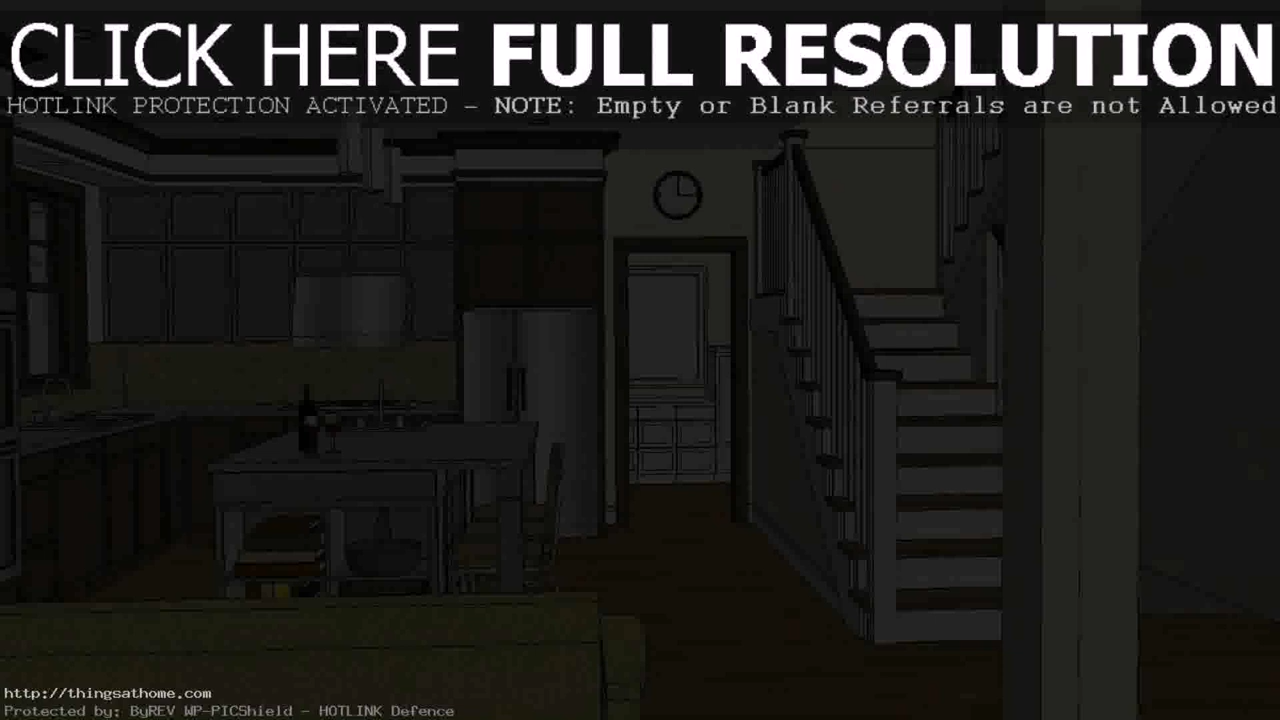 CLICK HERE FULL RESOLUTION
HOTLINK PROTECTION ACTIVATED - NOTE: Empty or Blank Referrals are not Allowed
http://thingsathome.com
Protected by: ByREV WP-PICShield - HOTLINK Defence